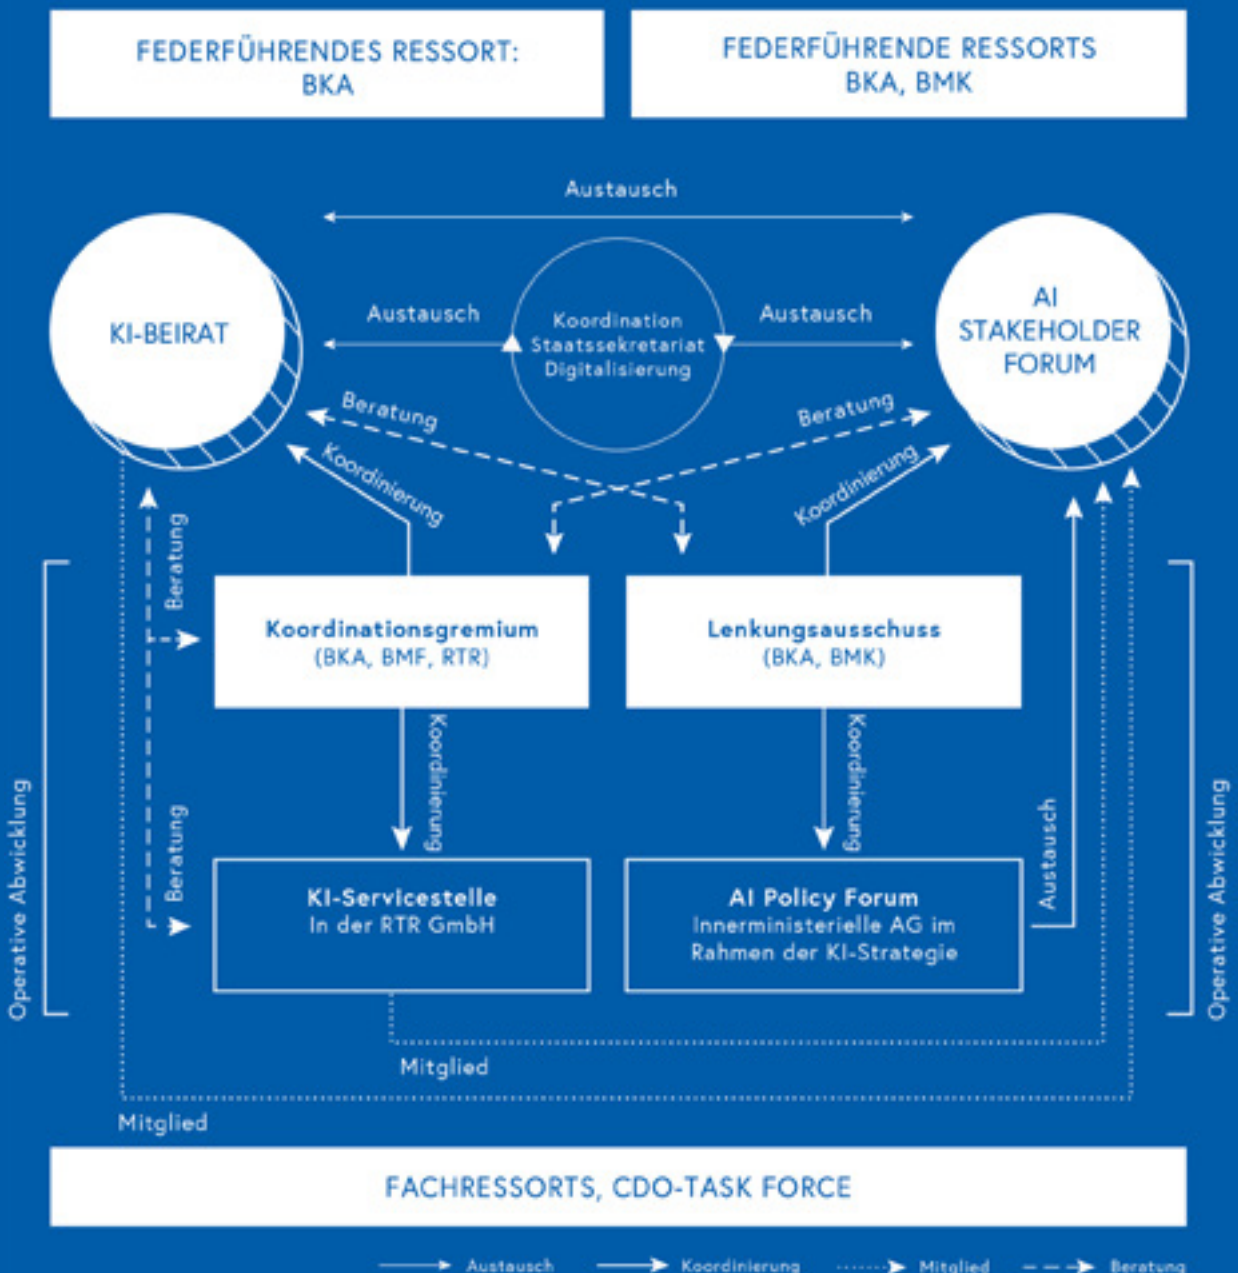 FEDERFÜHRENDES RESSORT:
BKA
FEDERFÜHRENDE RESSORTS
BKA, BMK
Austausch
KI-BEIRAT
Austausch
Koordination
Staatssekretariat
Digitalisierung
Austausch
AI
STAKEHOLDER
FORUM
Beratung
Beratung
Koordinierung
Koordinierung
Beratung
Koordinationsgremium
(BKA, BMF, RTR)
Lenkungsausschuss
(BKA, BMK)
Koordinierung
Koordinierung
Operative Abwicklung
Beratung
KI-Servicestelle
In der RTR GmbH
AI Policy Forum
Innerministerielle AG im
Rahmen der KI-Strategie
Austausch
Operative Abwicklung
Mitglied
Mitglied
FACHRESSORTS, CDO-TASK FORCE
Austausch Koordinierung Mitglied Beratung